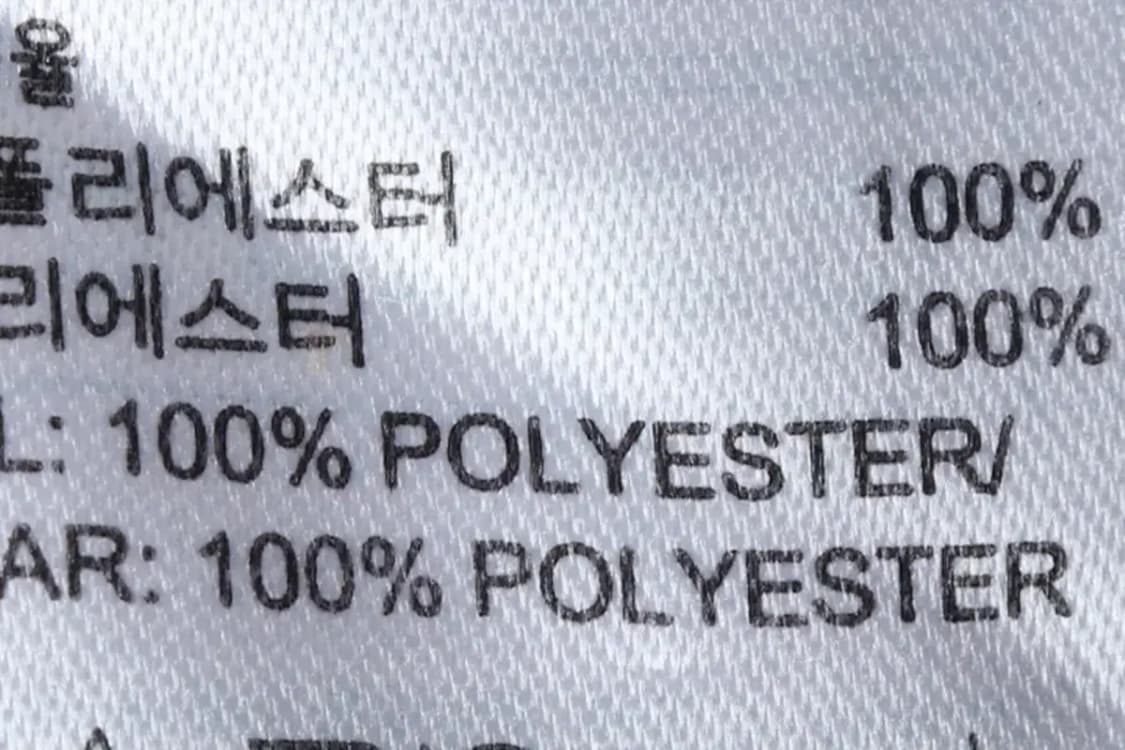 울
폴리에스터 100%
리에스터 100%
L: 100% POLYESTER/
AR: 100% POLYESTER